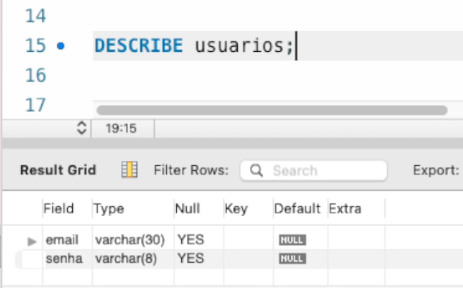 14
15 DESCRIBE usuarios;
16
17
19:15
Result Grid Filter Rows: Search Export:
Field Type Null Key Default Extra
email varchar(30) YES NULL
senha varchar(8) YES NULL